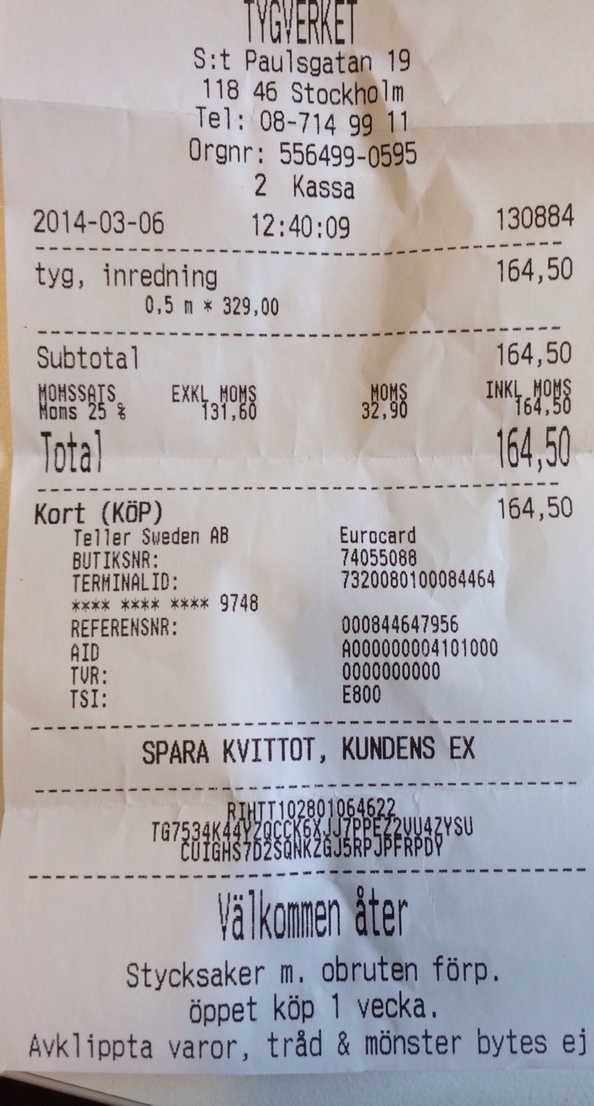 TYGVERKET
S:t Paulsgatan 19
118 46 Stockholm
Tel: 08-714 99 11
Orgnr: 556499-0595
2 Kassa
2014-03-06 12:40:09 130884
tyg, inredning 164,50
0,5 m * 329,00
Subtotal 164,50
MOMSSATS EXKL MOMS MOMS INKL MOMS
Moms 25 % 131,60 32,90 164,50
Total 164,50
Kort (KÖP) 164,50
Teller Sweden AB Eurocard
BUTIKSNR: 74055088
TERMINALID: 7320080100084464
**** **** **** 9748
REFERENSNR: 000844647956
AID A0000000041010​00
TVR: 0000000000
TSI: E800
SPARA KVITTOT, KUNDENS EX
RIHTT102801064622
Välkommen åter
Stycksaker m. obruten förp.
öppet köp 1 vecka.
Avklippta varor, tråd & mönster bytes ej